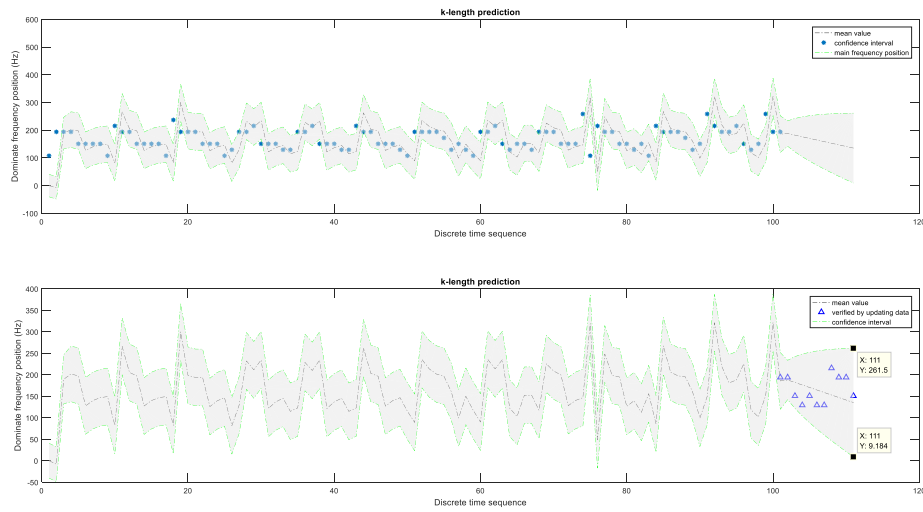 k-length prediction
Dominate frequency position (Hz)
600
500
400
300
200
100
0
-100
mean value
confidence interval
main frequency position
0 20 40 60 80 100 120
Discrete time sequence
k-length prediction
Dominate frequency position (Hz)
400
350
300
250
200
150
100
50
0
-50
mean value
verified by updating data
confidence interval
X: 111
Y: 261.5
X: 111
Y: 9.184
0 20 40 60 80 100 120
Discrete time sequence